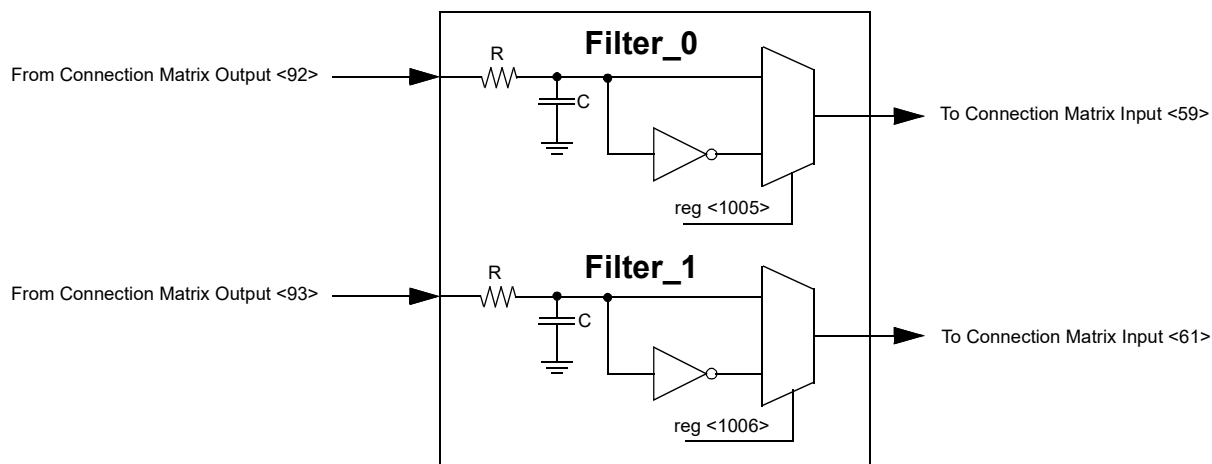 Filter_0
R
From Connection Matrix Output <92>
C
To Connection Matrix Input <59>
reg <1005>
Filter_1
R
From Connection Matrix Output <93>
C
To Connection Matrix Input <61>
reg <1006>